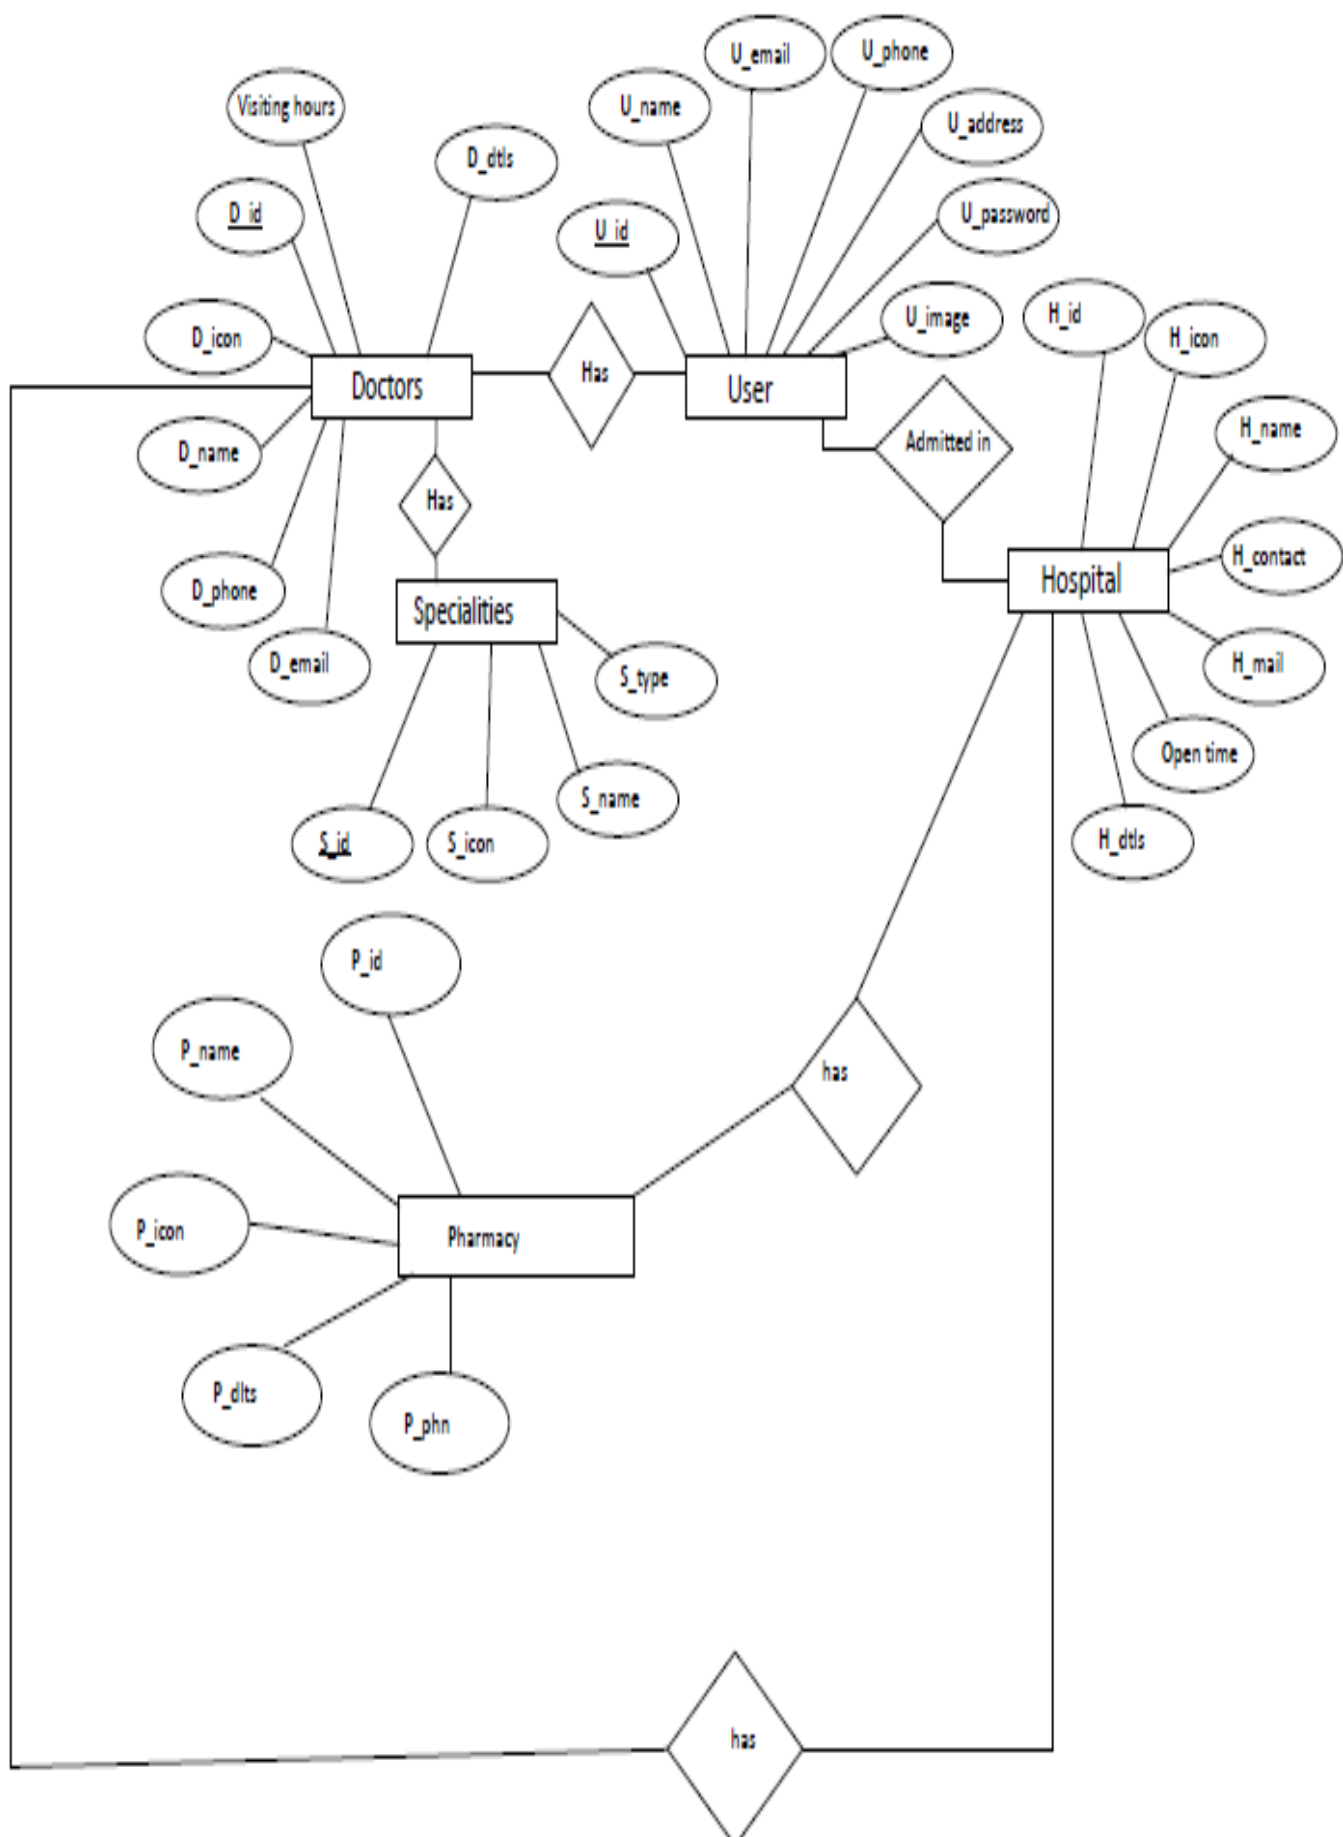 U_email
U_phone
Visiting hours
U_name
U_address
D_dtls
D_id
U_id
U_password
D_icon
U_image
H_id
H_icon
Doctors
Has
User
D_name
Admitted in
H_name
Has
H_contact
D_phone
Specialities
Hospital
D_email
S_type
H_mail
Open time
S_name
S_id
S_icon
H_dtls
P_id
P_name
has
P_icon
Pharmacy
P_dlts
P_phn
has